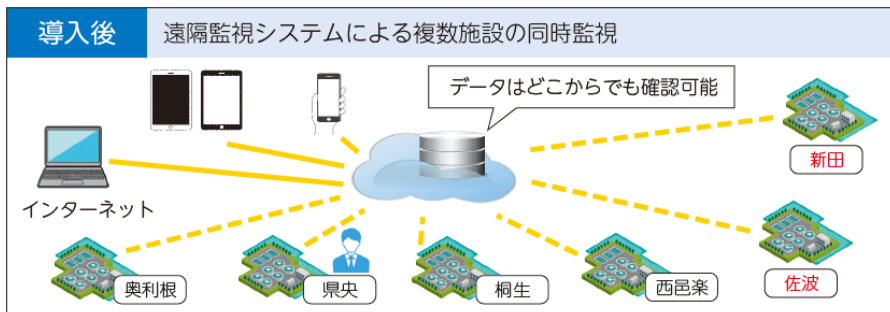 導入後
遠隔監視システムによる複数施設の同時監視
データはどこからでも確認可能
インターネット
新田
奥利根
県央
桐生
西邑楽
佐波